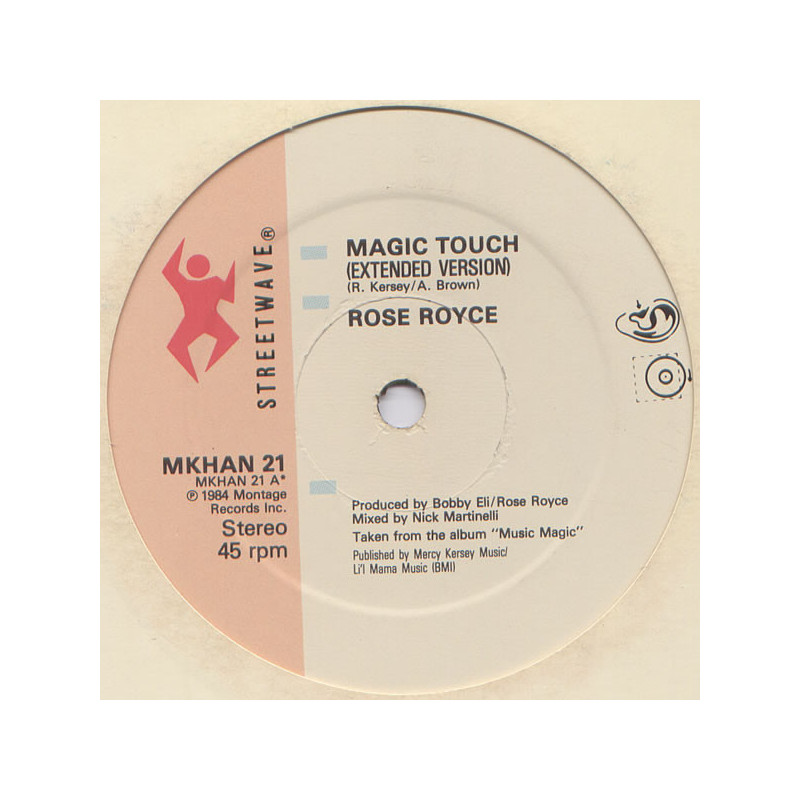 STREETWAVE®
MAGIC TOUCH
(EXTENDED VERSION)
(R. Kersey/A. Brown)
ROSE ROYCE
MKHAN 21
MKHAN 21 A*
℗ 1984 Montage
Records Inc.
Stereo
45 rpm
Produced by Bobby Eli/Rose Royce
Mixed by Nick Martinelli
Taken from the album "Music Magic"
Published by Mercy Kersey Music/
Li'l Mama Music (BMI)